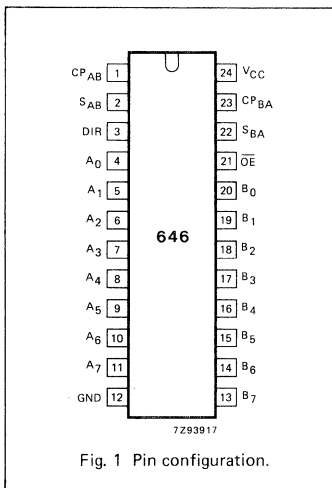 CP_AB 1 24 V_CC
S_AB 2 23 CP_BA
DIR 3 22 S_BA
A_0 4 21 O̅E̅
A_1 5 20 B_0
A_2 6 19 B_1
A_3 7 18 B_2
646
A_4 8 17 B_3
A_5 9 16 B_4
A_6 10 15 B_5
A_7 11 14 B_6
GND 12 13 B_7
7Z93917
Fig. 1 Pin configuration.